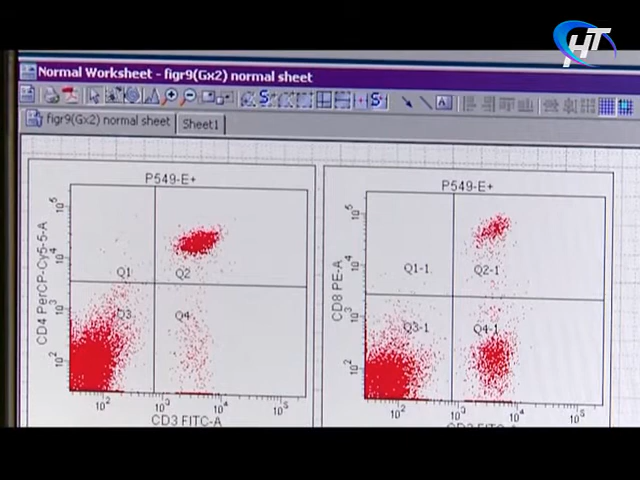 HT
Normal Worksheet - figr9(Gx2) normal sheet
figr9(Gx2) normal sheet
Sheet1
P549-E+
CD4 PerCP-Cy5-5-A
10^5
10^4
10^3
10^2
Q1
Q2
Q3
Q4
10^2
10^3
10^4
10^5
CD3 FITC-A
P549-E+
CD8 PE-A
10^5
10^4
10^3
10^2
Q1-1
Q2-1
Q3-1
Q4-1
10^2
10^3
10^4
10^5
CD3 FITC-A